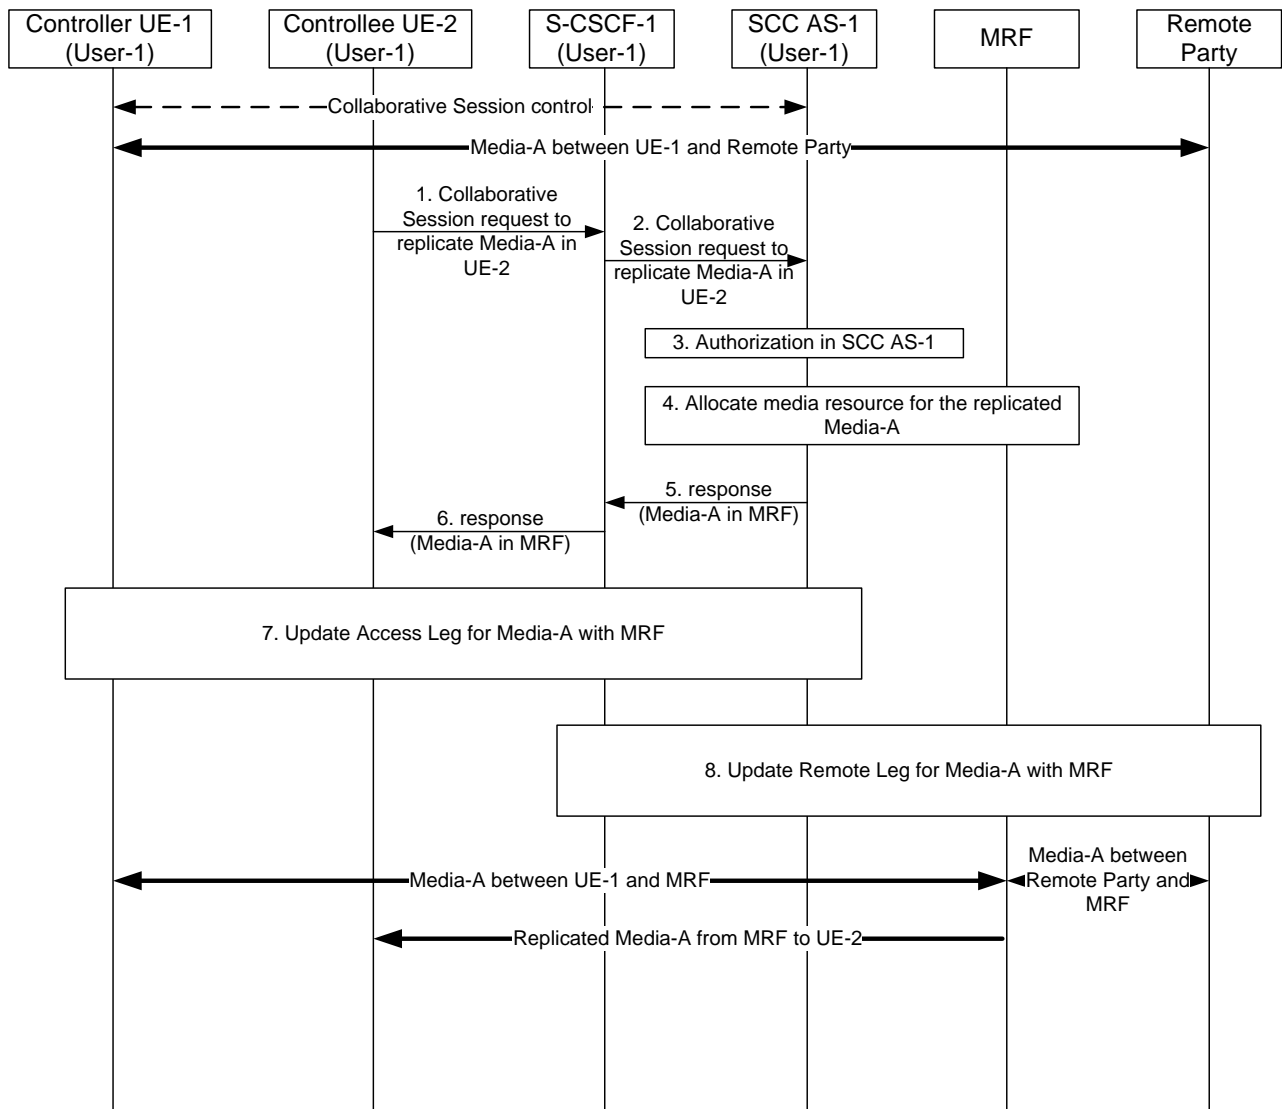 Controller UE-1
(User-1)
Controllee UE-2
(User-1)
S-CSCF-1
(User-1)
SCC AS-1
(User-1)
MRF
Remote
Party
Collaborative Session control
Media-A between UE-1 and Remote Party
1. Collaborative
Session request to
replicate Media-A in
UE-2
2. Collaborative
Session request to
replicate Media-A in
UE-2
3. Authorization in SCC AS-1
4. Allocate media resource for the replicated
Media-A
5. response
(Media-A in MRF)
6. response
(Media-A in MRF)
7. Update Access Leg for Media-A with MRF
8. Update Remote Leg for Media-A with MRF
Media-A between UE-1 and MRF
Media-A between
Remote Party and
MRF
Replicated Media-A from MRF to UE-2